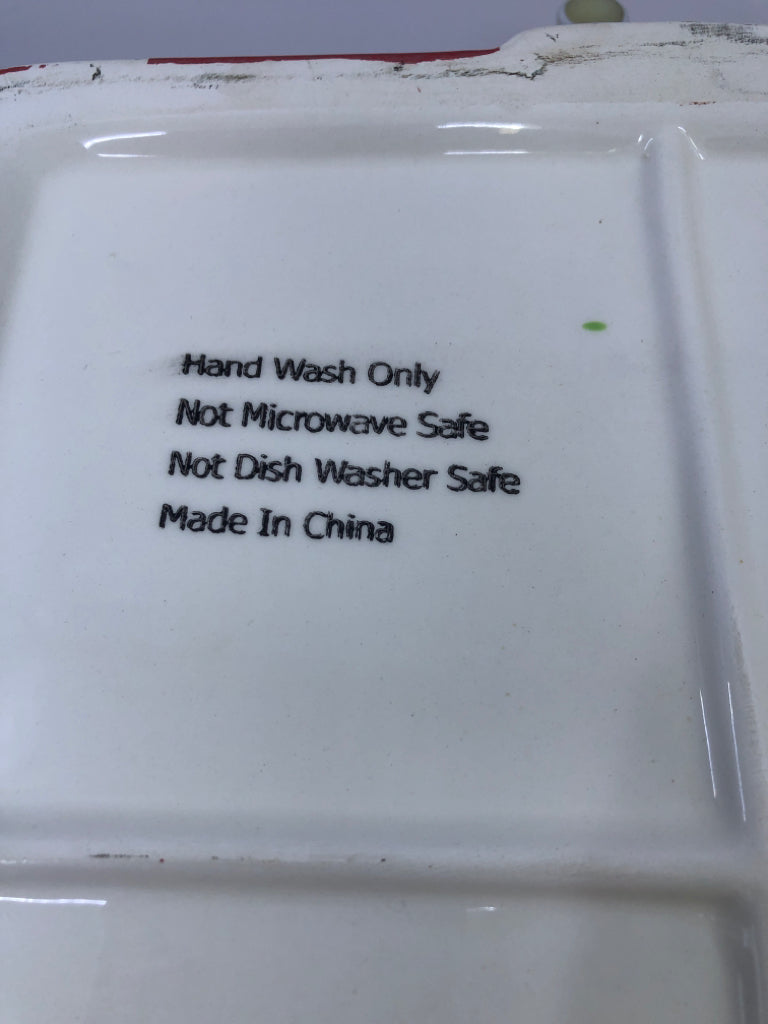 Hand Wash Only
Not Microwave Safe
Not Dish Washer Safe
Made In China